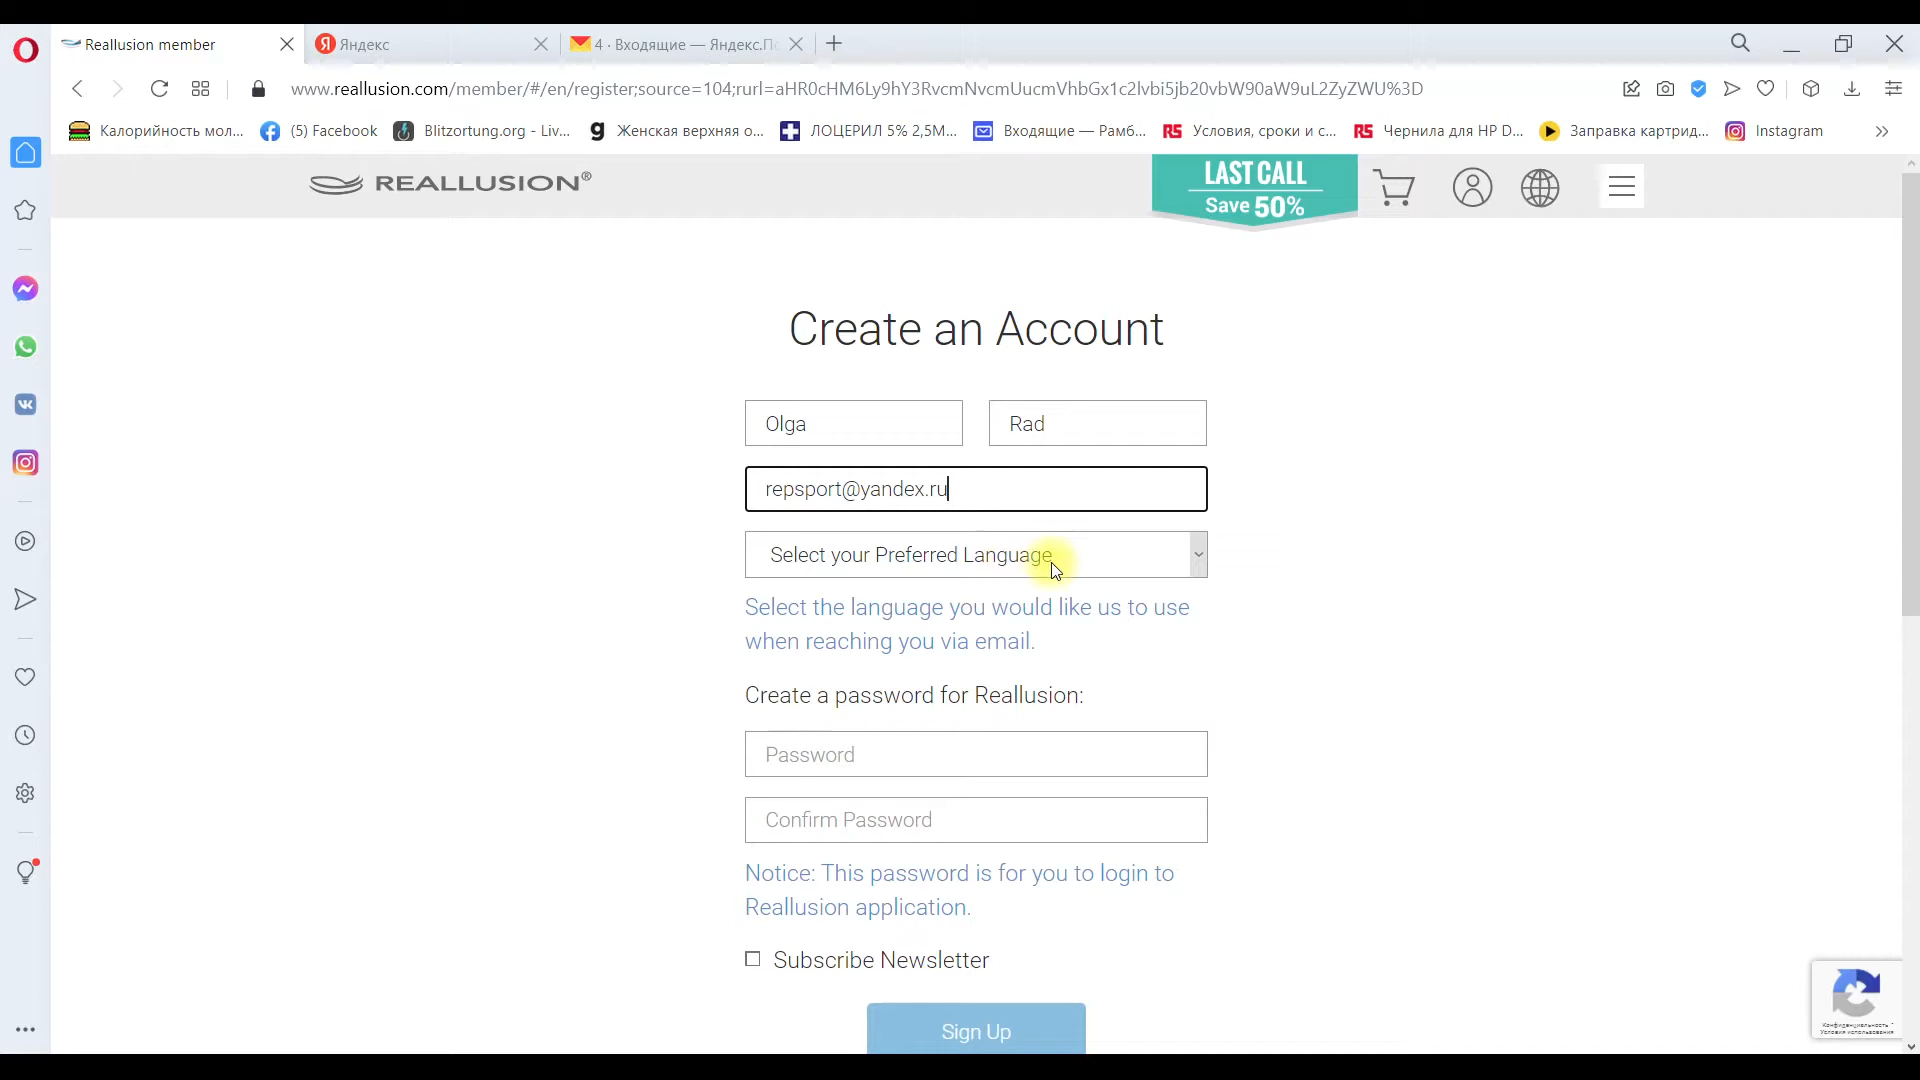 Reallusion member
Яндекс
4 · Входящие — Яндекс.По
www.reallusion.com/member/#/en/register;source=104;rurl=aHR0cHM6Ly9hY3RvcmNvcmUucmVhbGx1c2lvbi5jb20vbW90aW9uL2ZyZWU%3D
Калорийность мол...
(5) Facebook
Blitzortung.org - Liv...
Женская верхняя о...
ЛОЦЕРИЛ 5% 2,5М...
Входящие — Рамб...
Условия, сроки и с...
Чернила для HP D...
Заправка картрид...
Instagram
REALLUSION®
LAST CALL
Save 50%
Create an Account
Olga
Rad
repsport@yandex.ru
Select your Preferred Language
Select the language you would like us to use
when reaching you via email.
Create a password for Reallusion:
Password
Confirm Password
Notice: This password is for you to login to
Reallusion application.
Subscribe Newsletter
Sign Up
Конфиденциальность -
Условия использования